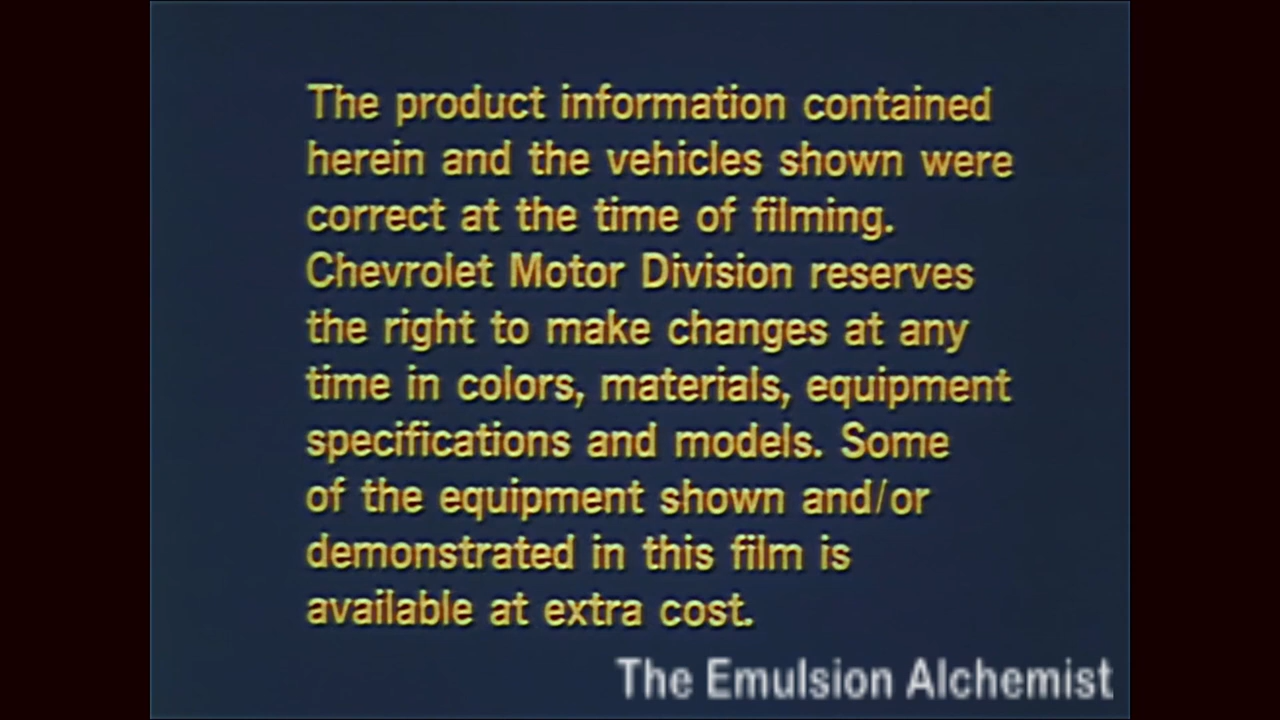 The product information contained
herein and the vehicles shown were
correct at the time of filming.
Chevrolet Motor Division reserves
the right to make changes at any
time in colors, materials, equipment
specifications and models. Some
of the equipment shown and/or
demonstrated in this film is
available at extra cost.
The Emulsion Alchemist